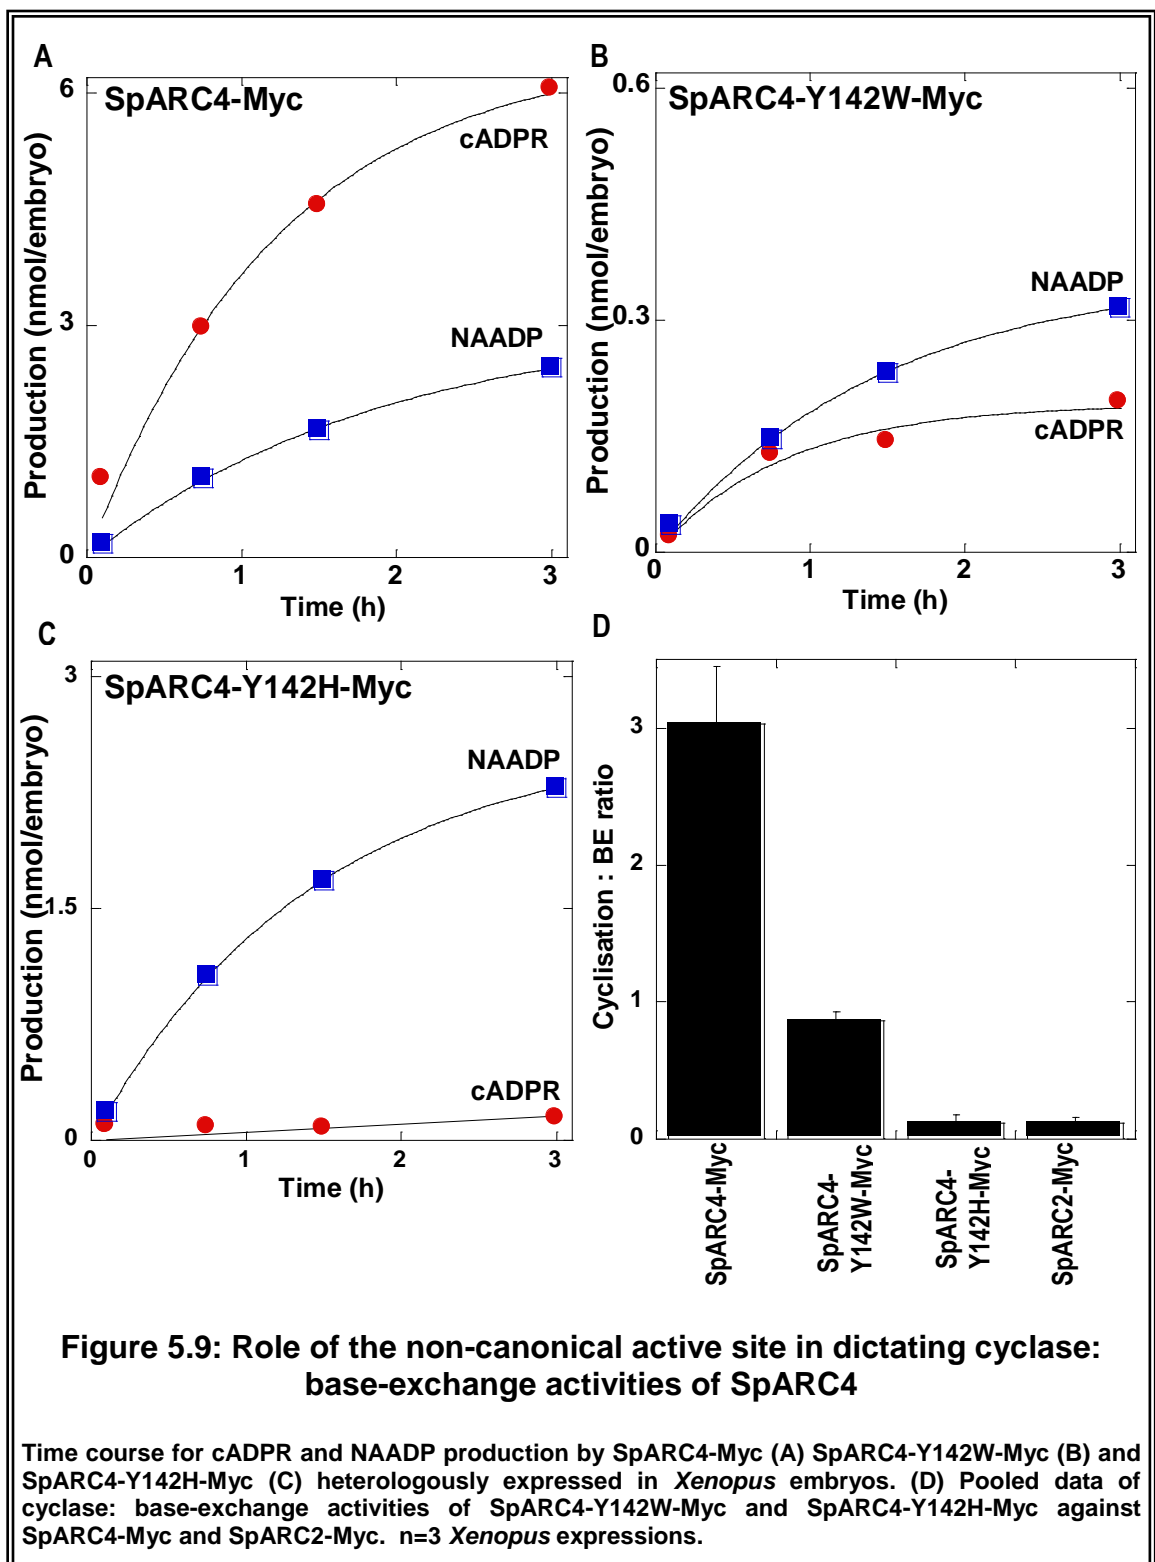 A
SpARC4-Myc
Production (nmol/embryo)
6
3
0
cADPR
NAADP
0 1 2 3
Time (h)
B
SpARC4-Y142W-Myc
Production (nmol/embryo)
0.6
0.3
0
NAADP
cADPR
0 1 2 3
Time (h)
C
SpARC4-Y142H-Myc
Production (nmol/embryo)
3
1.5
0
NAADP
cADPR
0 1 2 3
Time (h)
D
Cyclisation : BE ratio
3
2
1
0
SpARC4-Myc
SpARC4-
Y142W-Myc
SpARC4-
Y142H-Myc
SpARC2-Myc
Figure 5.9: Role of the non-canonical active site in dictating cyclase:
base-exchange activities of SpARC4
Time course for cADPR and NAADP production by SpARC4-Myc (A) SpARC4-Y142W-Myc (B) and
SpARC4-Y142H-Myc (C) heterologously expressed in Xenopus embryos. (D) Pooled data of
cyclase: base-exchange activities of SpARC4-Y142W-Myc and SpARC4-Y142H-Myc against
SpARC4-Myc and SpARC2-Myc. n=3 Xenopus expressions.